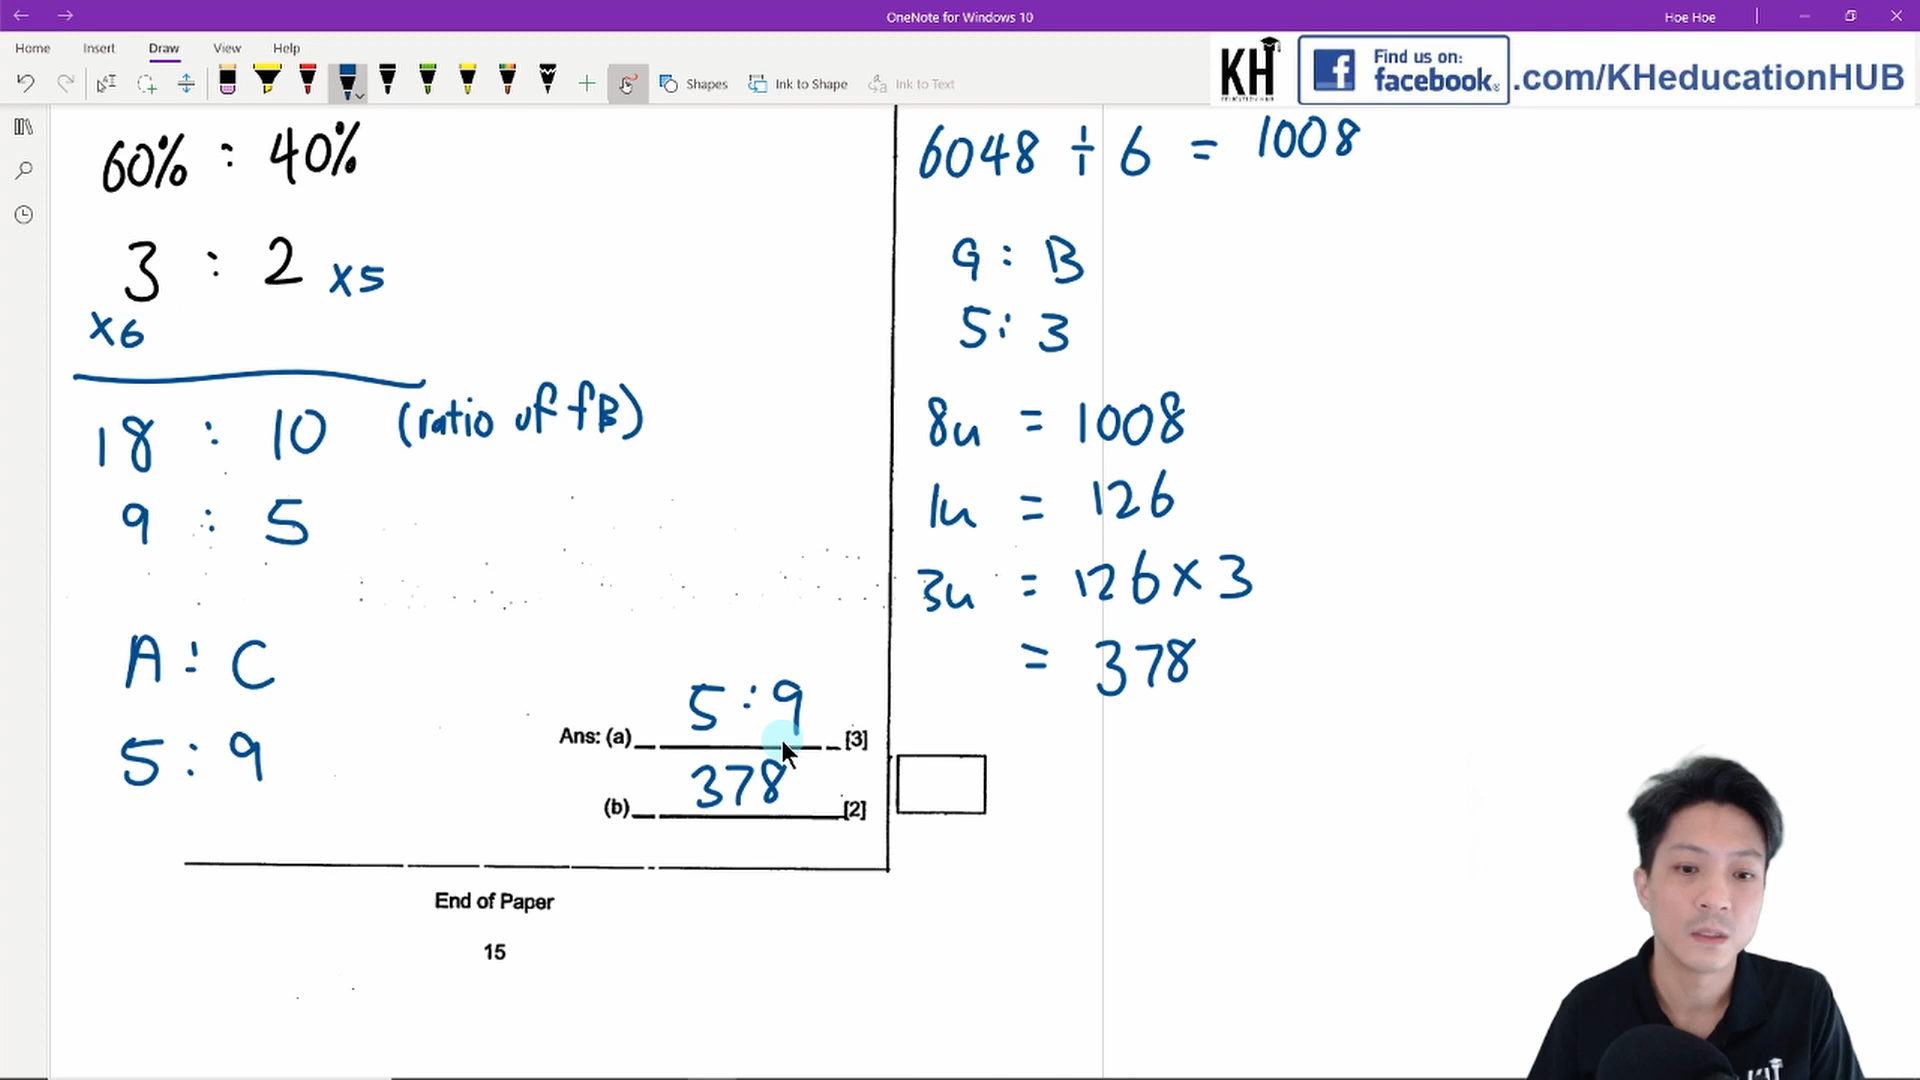 OneNote for Windows 10
Hoe Hoe
Home Insert Draw View Help
Shapes Ink to Shape Ink to Text
KH
EDUCATION HUB
Find us on:
facebook. .com/KHeducationHUB
60% : 40%
3 : 2 x5
x6
18 : 10 (ratio of fB)
9 : 5
A : C
5 : 9
5 : 9
Ans: (a) [3]
378
(b) [2]
End of Paper
15
6048 ÷ 6 = 1008
G : B
5 : 3
8u = 1008
1u = 126
3u = 126 x 3
= 378